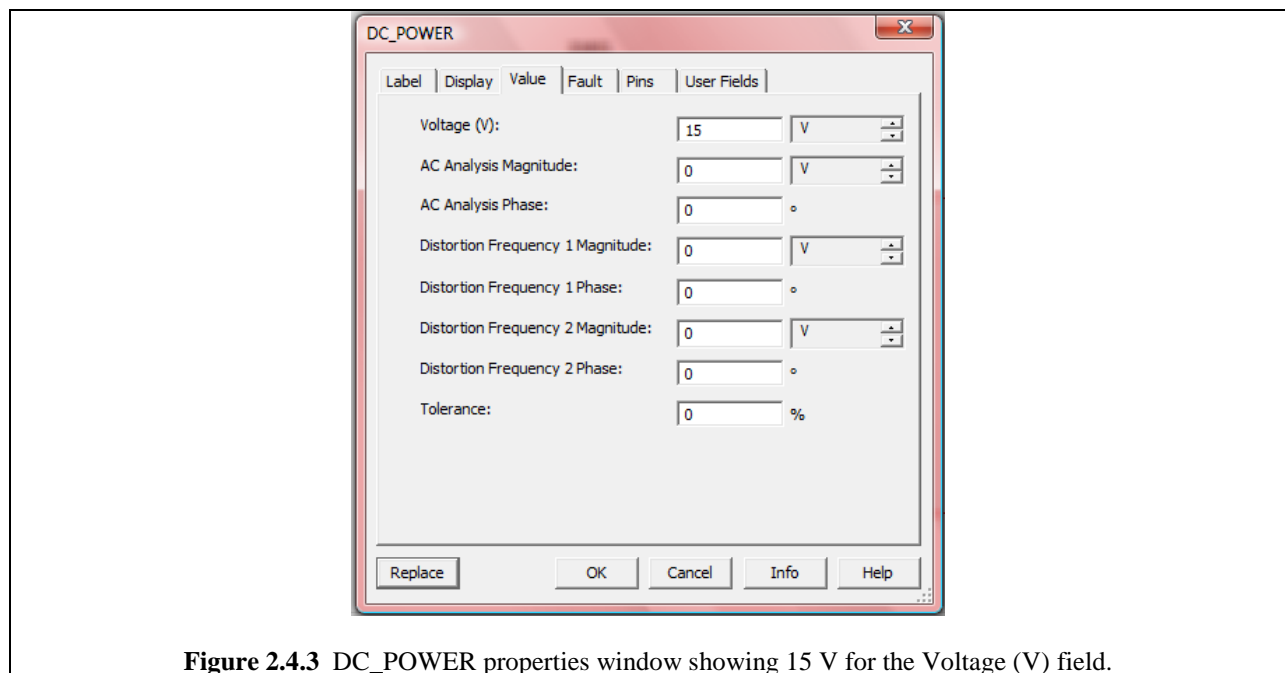 DC_POWER
Label Display Value Fault Pins User Fields
Voltage (V): 15 V
AC Analysis Magnitude: 0 V
AC Analysis Phase: 0 °
Distortion Frequency 1 Magnitude: 0 V
Distortion Frequency 1 Phase: 0 °
Distortion Frequency 2 Magnitude: 0 V
Distortion Frequency 2 Phase: 0 °
Tolerance: 0 %
Replace OK Cancel Info Help
Figure 2.4.3 DC_POWER properties window showing 15 V for the Voltage (V) field.